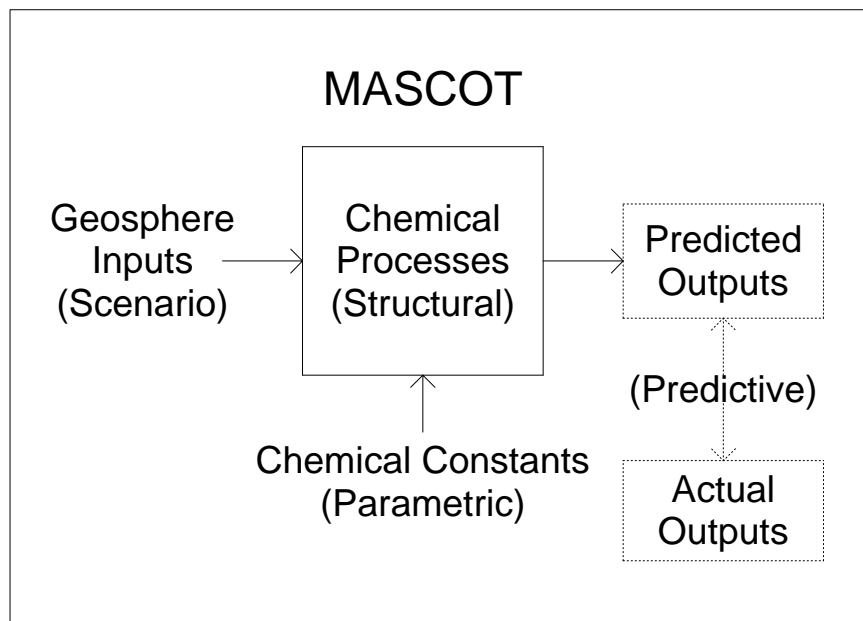 MASCOT
Geosphere
Inputs
(Scenario)
Chemical
Processes
(Structural)
Predicted
Outputs
(Predictive)
Chemical Constants
(Parametric)
Actual
Outputs